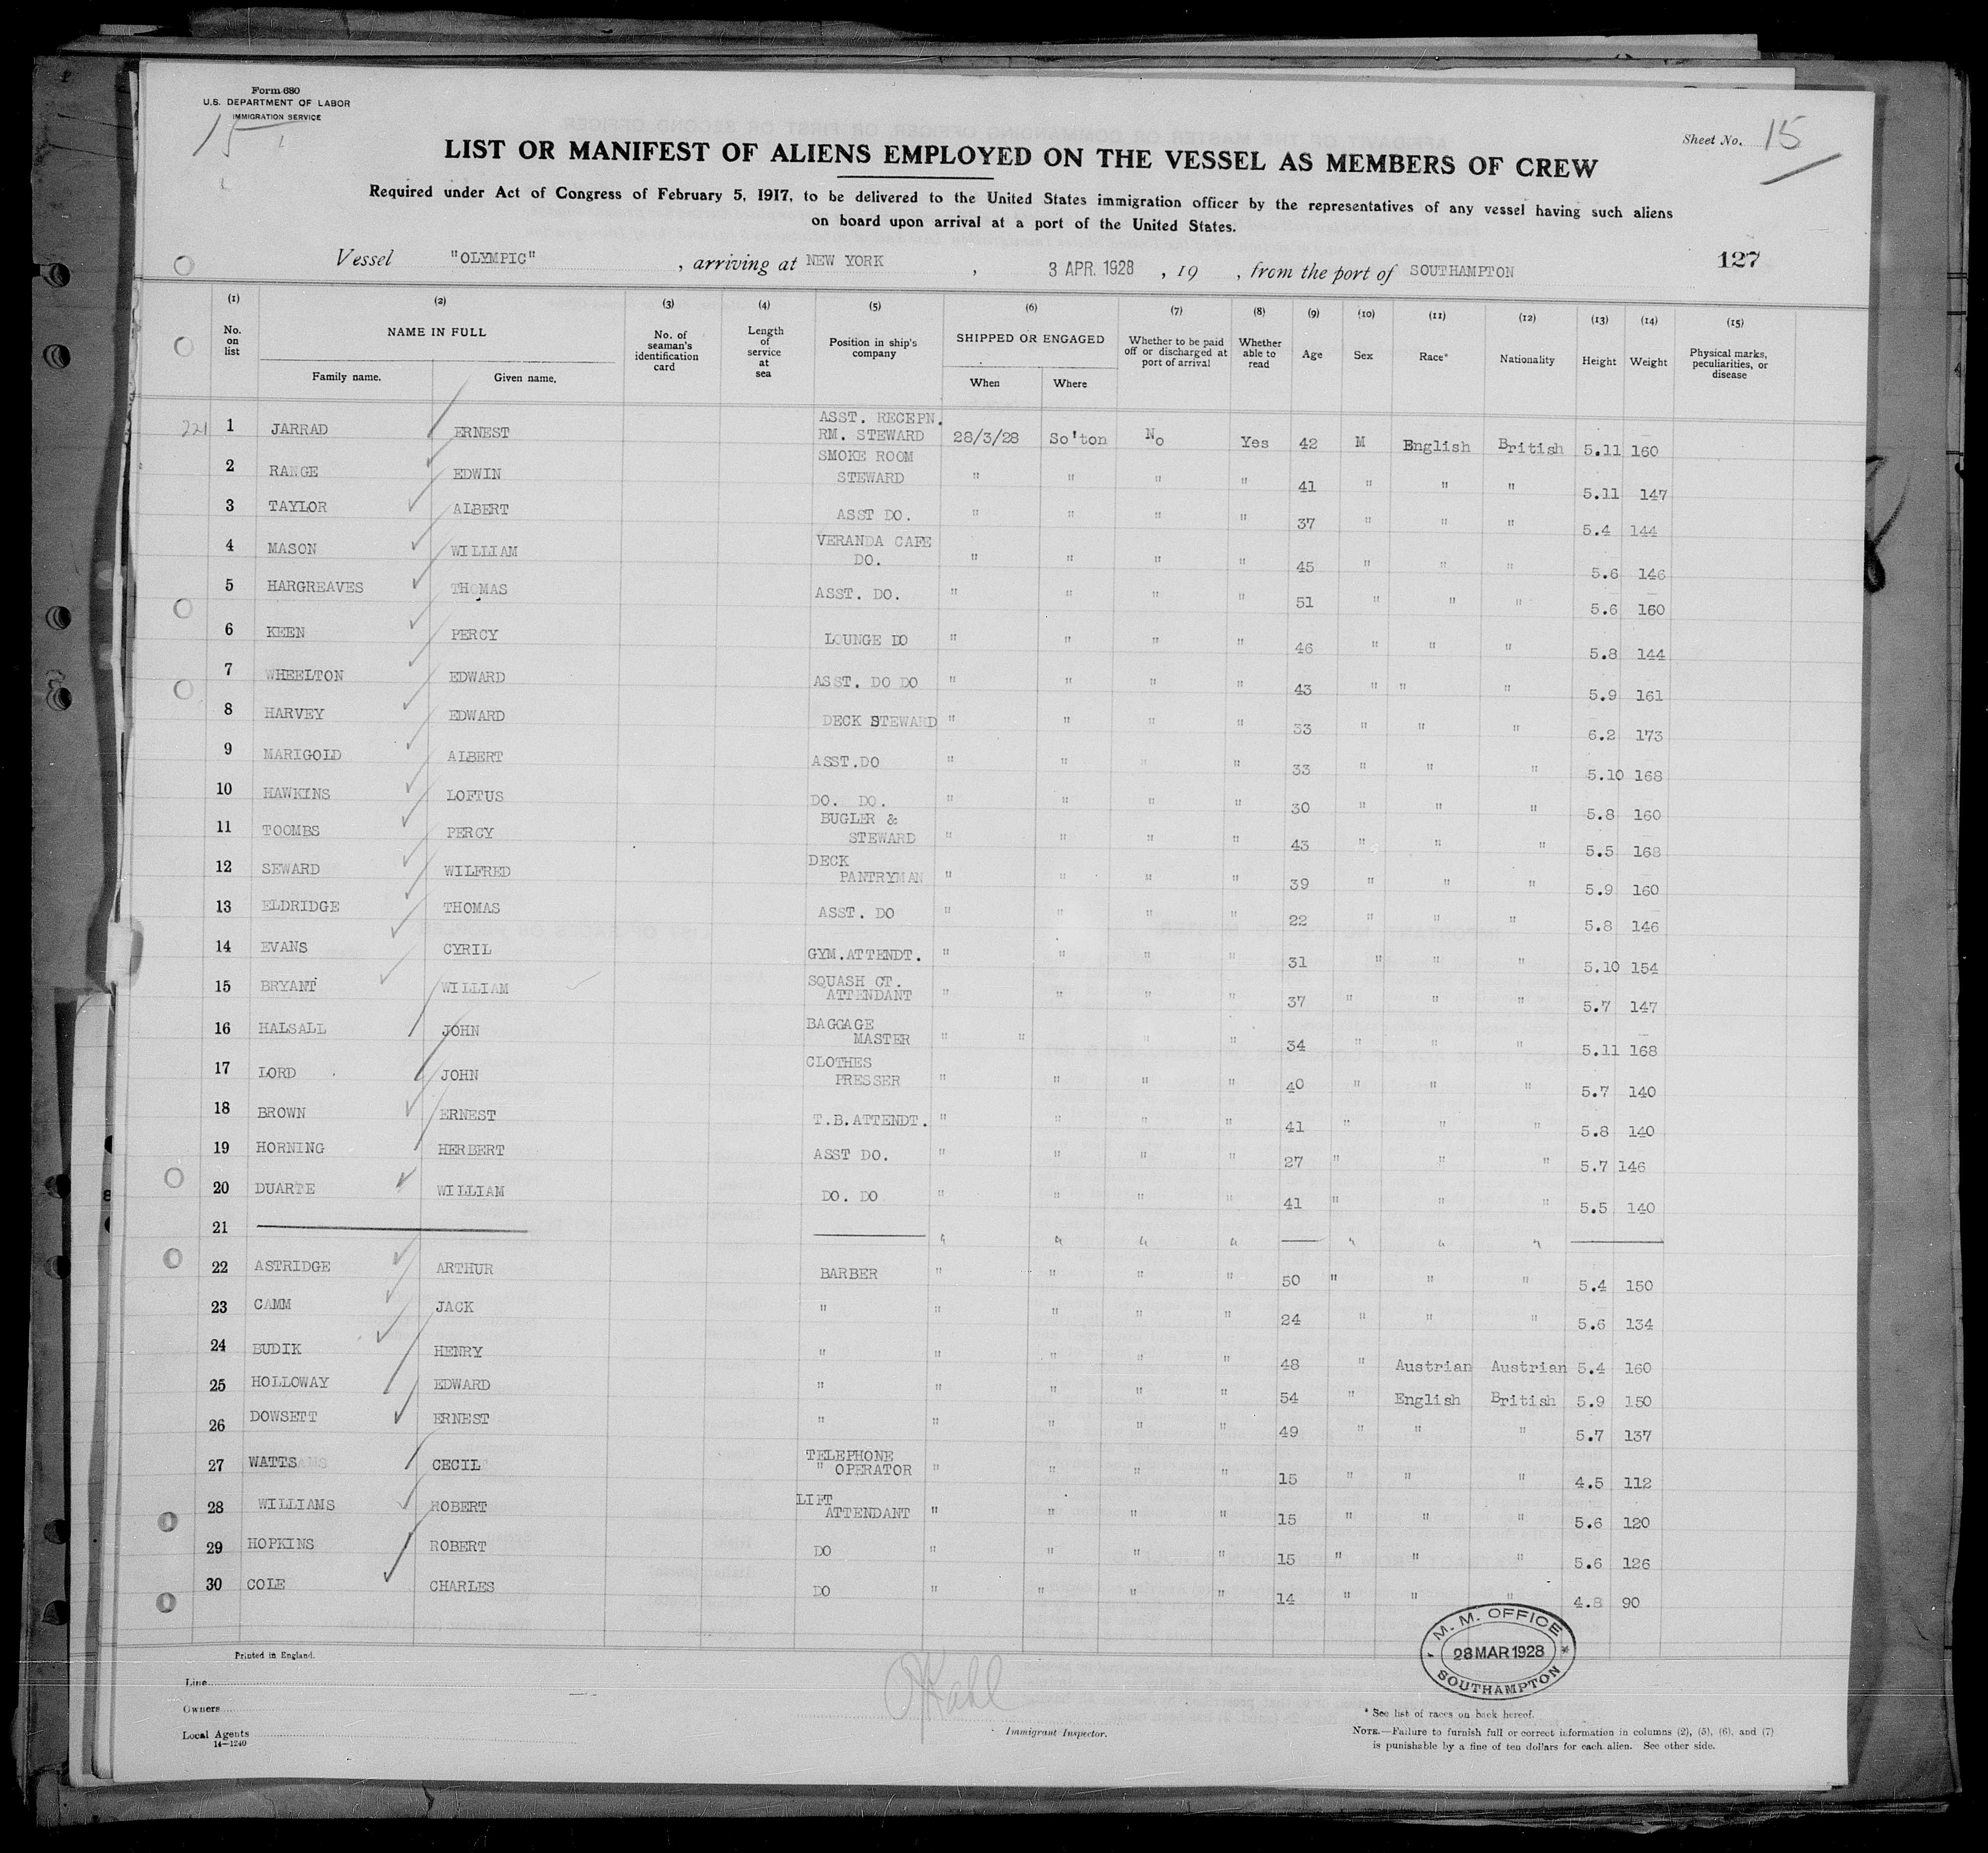 Form 680
U.S. DEPARTMENT OF LABOR
IMMIGRATION SERVICE
15
Sheet No. 15
LIST OR MANIFEST OF ALIENS EMPLOYED ON THE VESSEL AS MEMBERS OF CREW
Required under Act of Congress of February 5, 1917, to be delivered to the United States immigration officer by the representatives of any vessel having such aliens
on board upon arrival at a port of the United States.
Vessel "OLYMPIC", arriving at NEW YORK, 3 APR. 1928, 19 , from the port of SOUTHAMPTON
127
(1) (2) (3) (4) (5) (6) (7) (8) (9) (10) (11) (12) (13) (14) (15)
No. on list NAME IN FULL Family name. Given name. No. of seaman's identification card Length of service at sea Position in ship's company SHIPPED OR ENGAGED When Where Whether to be paid off or discharged at port of arrival Whether able to read Age Sex Race* Nationality Height Weight Physical marks, peculiarities, or disease
221 1 JARRAD ERNEST ASST. RECEPN. RM. STEWARD 28/3/28 So'ton No Yes 42 M English British 5.11 160
2 RANGE EDWIN SMOKE ROOM STEWARD " " " " 41 " " " 5.11 147
3 TAYLOR ALBERT ASST DO. " " " " 37 " " " 5.4 144
4 MASON WILLIAM VERANDA CAFE DO. " " " " 45 " " " 5.6 146
5 HARGREAVES THOMAS ASST. DO. " " " " 51 " " " 5.6 160
6 KEEN PERCY LOUNGE DO " " " " 46 " " " 5.8 144
7 WHEELTON EDWARD ASST. DO DO " " " " 43 " " " 5.9 161
8 HARVEY EDWARD DECK STEWARD " " " " 33 " " " 6.2 173
9 MARIGOLD ALBERT ASST.DO " " " " 33 " " " 5.10 168
10 HAWKINS LOFTUS DO. DO. " " " " 30 " " " 5.8 160
11 TOOMBS PERCY BUGLER & STEWARD " " " " 43 " " " 5.5 168
12 SEWARD WILFRED DECK PANTRYMAN " " " " 39 " " " 5.9 160
13 ELDRIDGE THOMAS ASST. DO " " " " 22 " " " 5.8 146
14 EVANS CYRIL GYM.ATTENDT. " " " " 31 " " " 5.10 154
15 BRYANT WILLIAM SQUASH CT. ATTENDANT " " " " 37 " " " 5.7 147
16 HALSALL JOHN BAGGAGE MASTER " " " " 34 " " " 5.11 168
17 LORD JOHN CLOTHES PRESSER " " " " 40 " " " 5.7 140
18 BROWN ERNEST T.B.ATTENDT. " " " " 41 " " " 5.8 140
19 HORNING HERBERT ASST DO. " " " " 27 " " " 5.7 146
20 DUARTE WILLIAM DO. DO " " " " 41 " " " 5.5 140
21 " " " " " " "
22 ASTRIDGE ARTHUR BARBER " " " " 50 " " " 5.4 150
23 CAMM JACK " " " " " 24 " " " 5.6 134
24 BUDIK HENRY " " " " " 48 " Austrian Austrian 5.4 160
25 HOLLOWAY EDWARD " " " " " 54 " English British 5.9 150
26 DOWSETT ERNEST " " " " " 49 " " " 5.7 137
27 WATTS CECIL TELEPHONE " OPERATOR " " " " 15 " " " 4.5 112
28 WILLIAMS ROBERT LIFT ATTENDANT " " " " 15 " " " 5.6 120
29 HOPKINS ROBERT DO " " " " 15 " " " 5.6 126
30 COLE CHARLES DO " " " " 14 " " " 4.8 90
M. M. OFFICE
28 MAR 1928
SOUTHAMPTON
Printed in England.
Line
Owners
Local Agents
14—1240
Immigrant Inspector.
* See list of races on back hereof.
NOTE.—Failure to furnish full or correct information in columns (2), (5), (6), and (7)
is punishable by a fine of ten dollars for each alien. See other side.